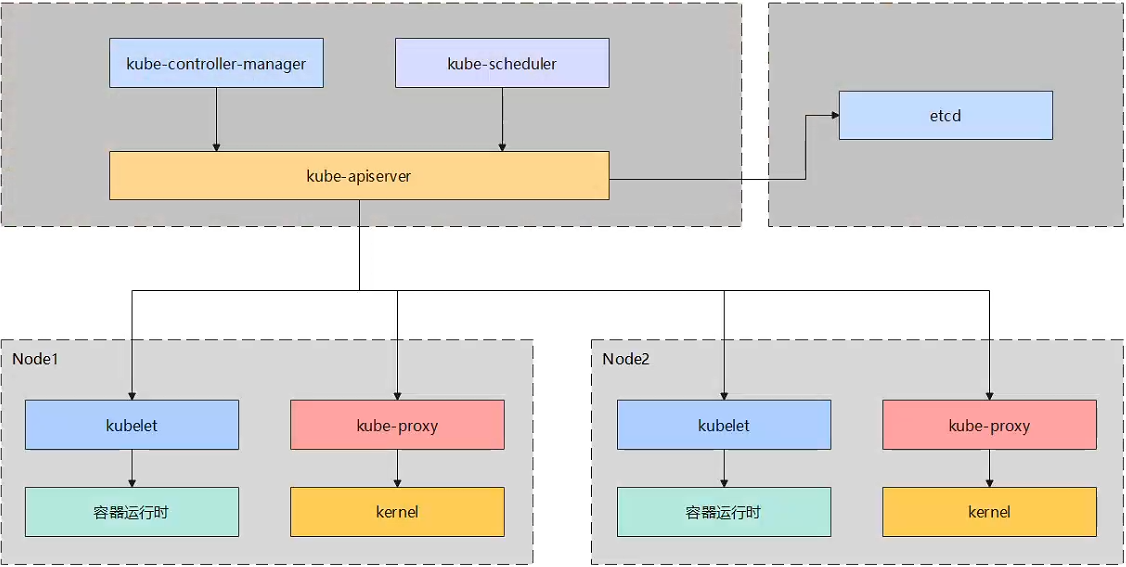 kube-controller-manager
kube-scheduler
etcd
kube-apiserver
Node1
Node2
kubelet
kube-proxy
kubelet
kube-proxy
容器运行时
kernel
容器运行时
kernel